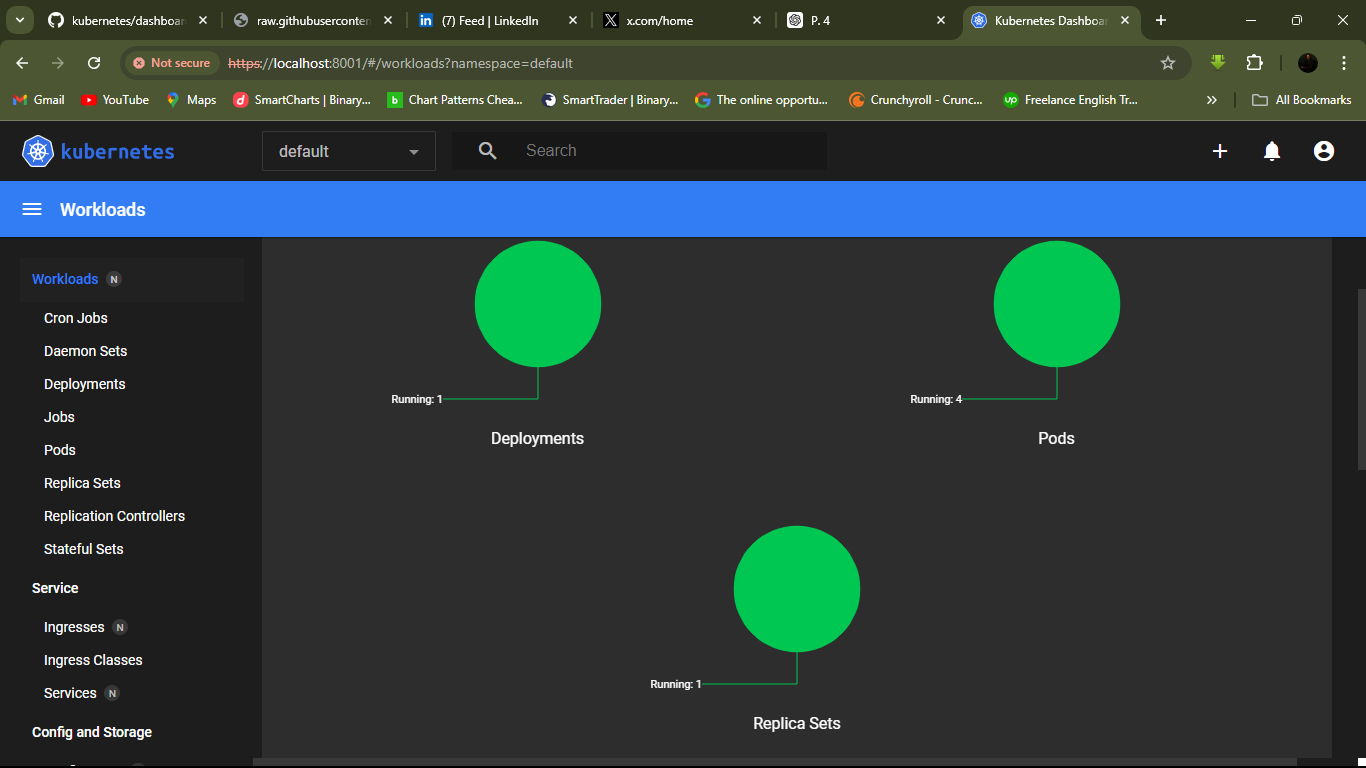 kubernetes/dashboar
raw.githubuserconten
(7) Feed | LinkedIn
x.com/home
P. 4
Kubernetes Dashboar
Not secure
https://localhost:8001/#/workloads?namespace=default
Gmail
YouTube
Maps
SmartCharts | Binary...
Chart Patterns Chea...
SmartTrader | Binary...
The online opportu...
Crunchyroll - Crunc...
Freelance English Tr...
All Bookmarks
kubernetes
default
Search
Workloads
Workloads N
Cron Jobs
Daemon Sets
Deployments
Jobs
Pods
Replica Sets
Replication Controllers
Stateful Sets
Service
Ingresses N
Ingress Classes
Services N
Config and Storage
Running: 1
Deployments
Running: 4
Pods
Running: 1
Replica Sets